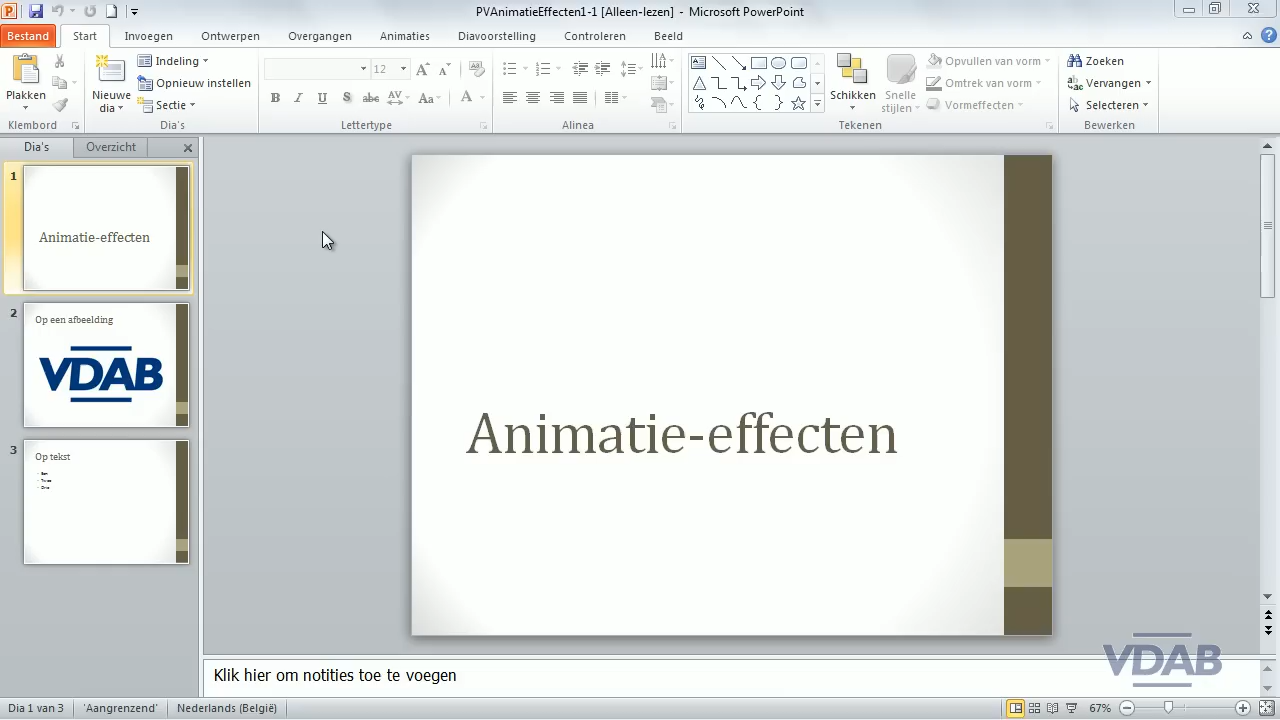 PVAnimatieEffecten1-1 [Alleen-lezen] - Microsoft PowerPoint
Bestand Start Invoegen Ontwerpen Overgangen Animaties Diavoorstelling Controleren Beeld
Plakken
Klembord
Nieuwe dia
Indeling
Opnieuw instellen
Sectie
Dia's
12
B I U S abc AV Aa A
Lettertype
Alinea
Schikken
Snelle stijlen
Opvullen van vorm
Omtrek van vorm
Vormeffecten
Tekenen
Zoeken
Vervangen
Selecteren
Bewerken
Dia's Overzicht
1
Animatie-effecten
2
Op een afbeelding
VDAB
3
Op tekst
Animatie-effecten
VDAB
Klik hier om notities toe te voegen
Dia 1 van 3 'Aangrenzend' Nederlands (België) 67%